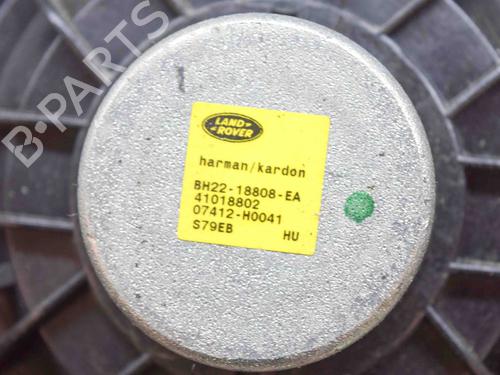 B-PARTS
LAND
ROVER
harman/kardon
BH22-18808-EA
41018802
07412-H0041
S79EB HU